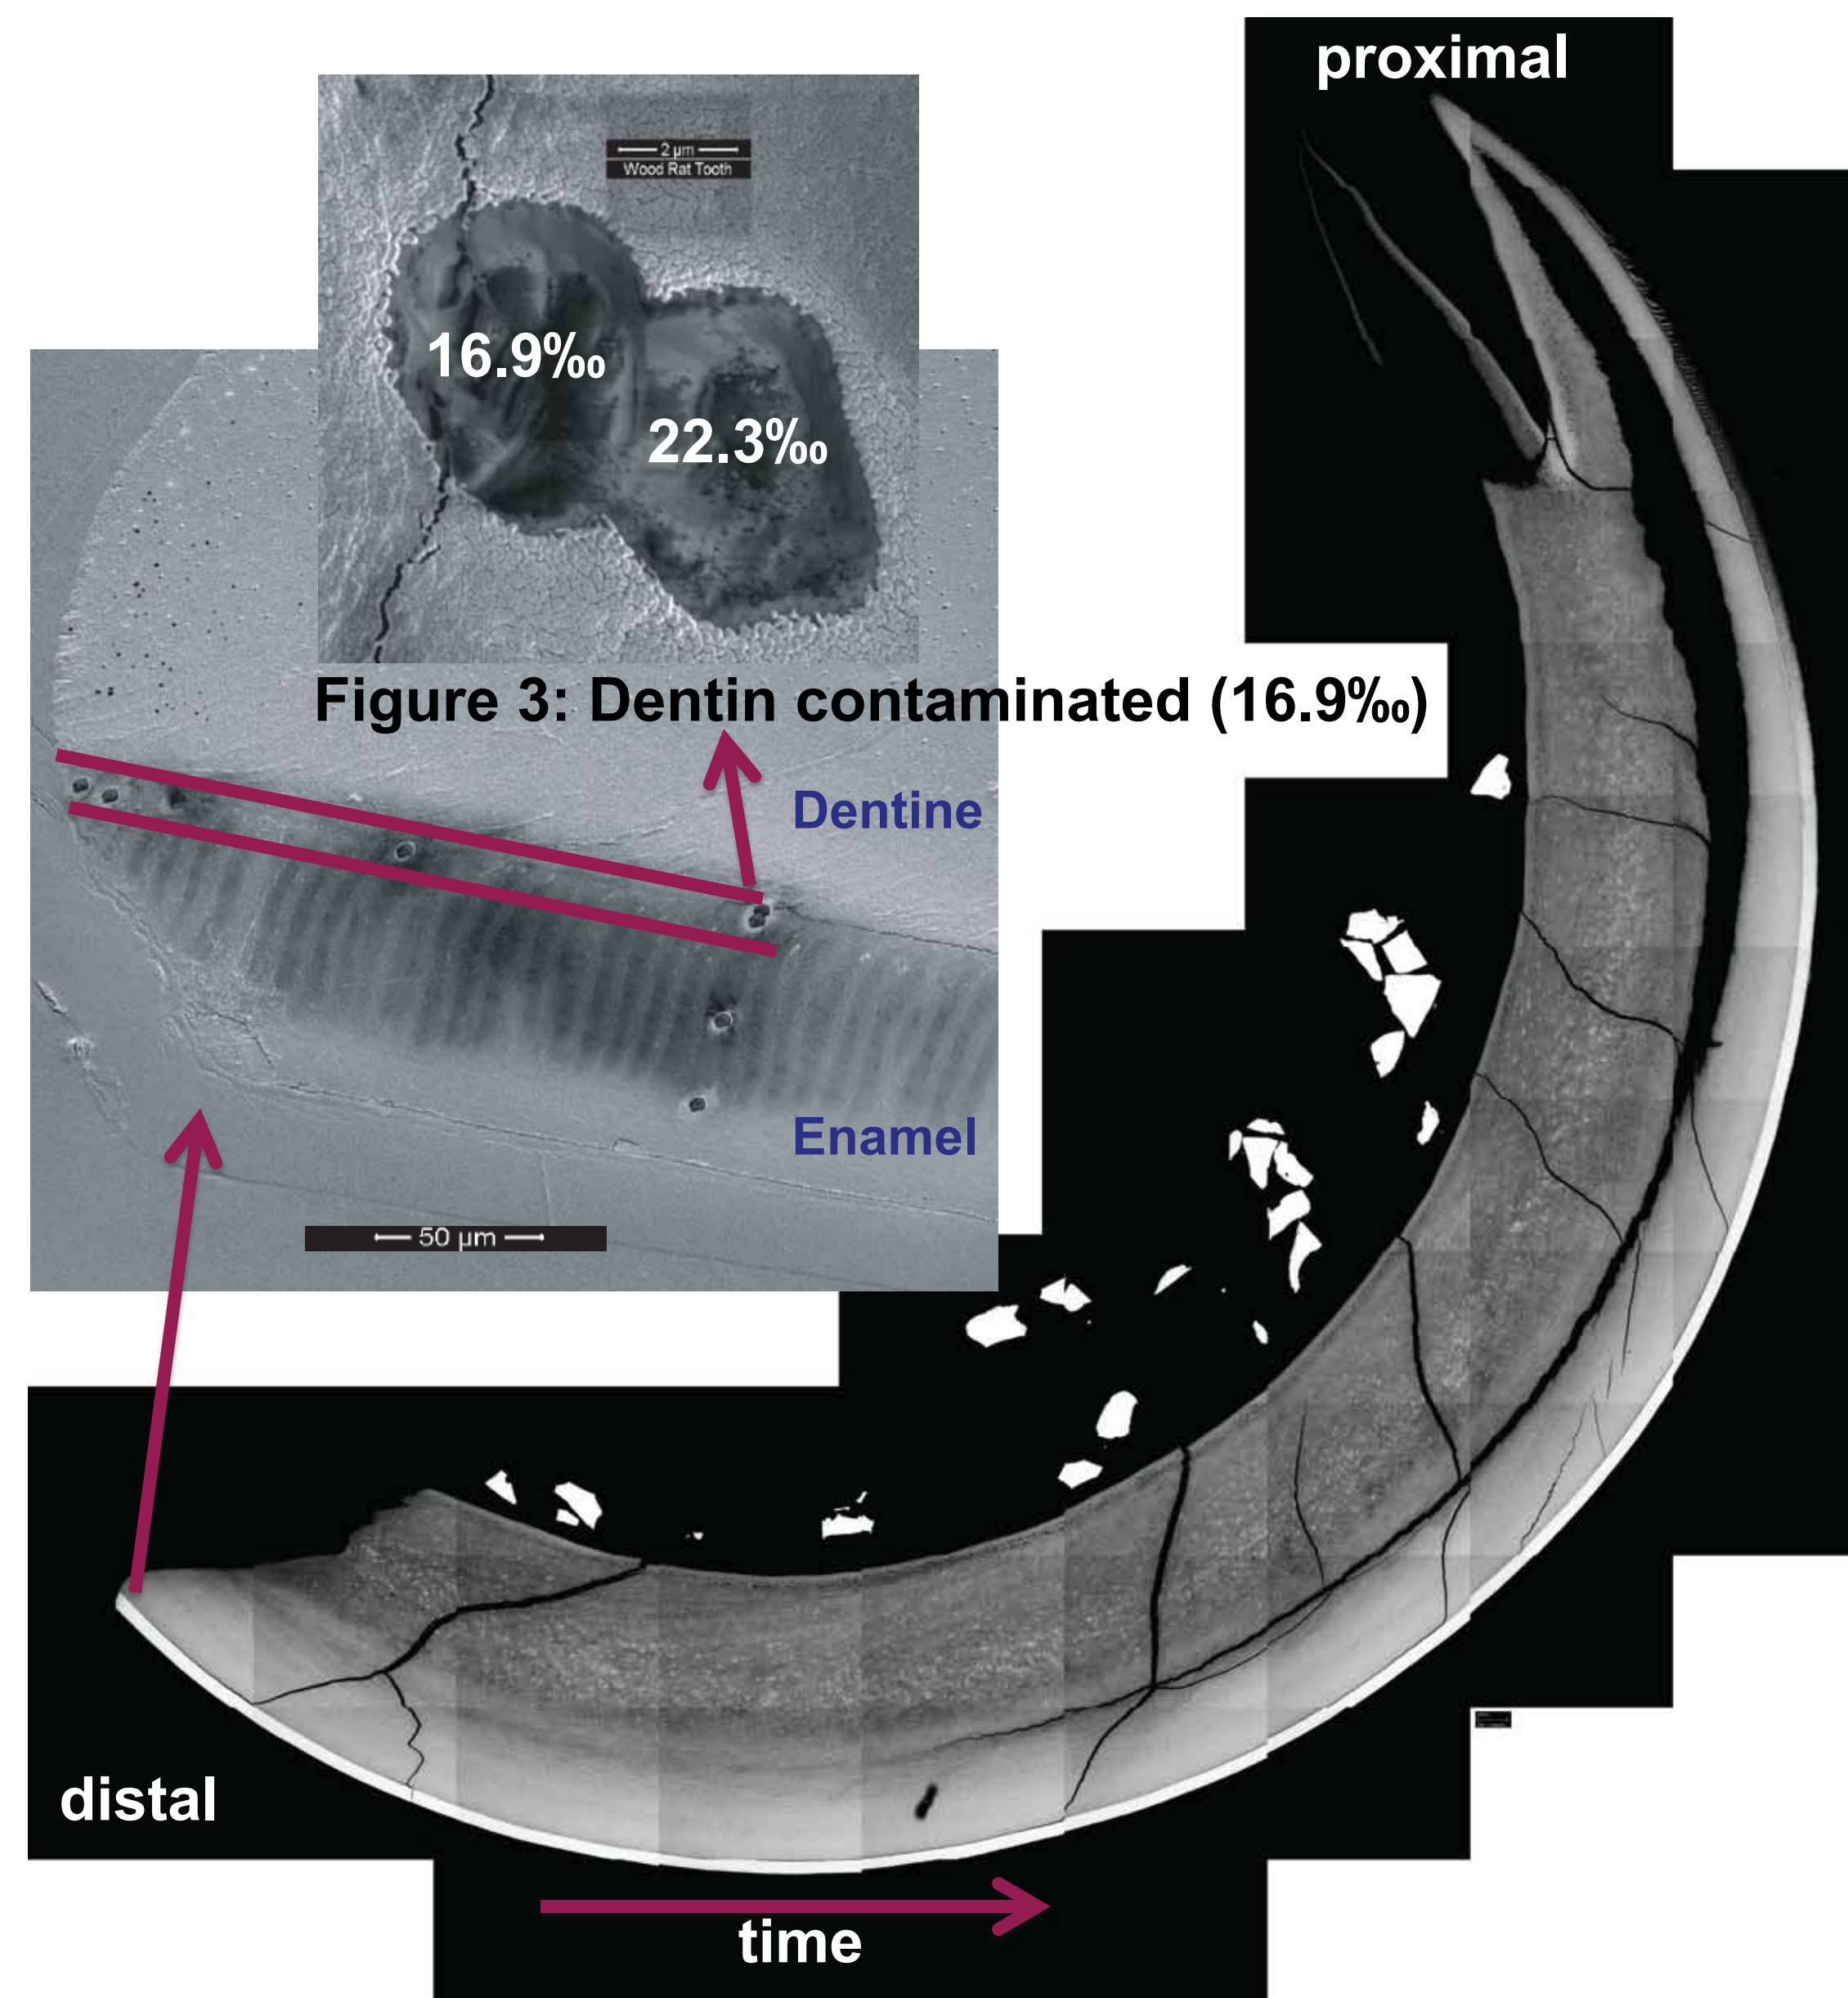 proximal
2 µm
Wood Rat Tooth
16.9‰
22.3‰
Figure 3: Dentin contaminated (16.9‰)
Dentine
Enamel
50 µm
distal
time